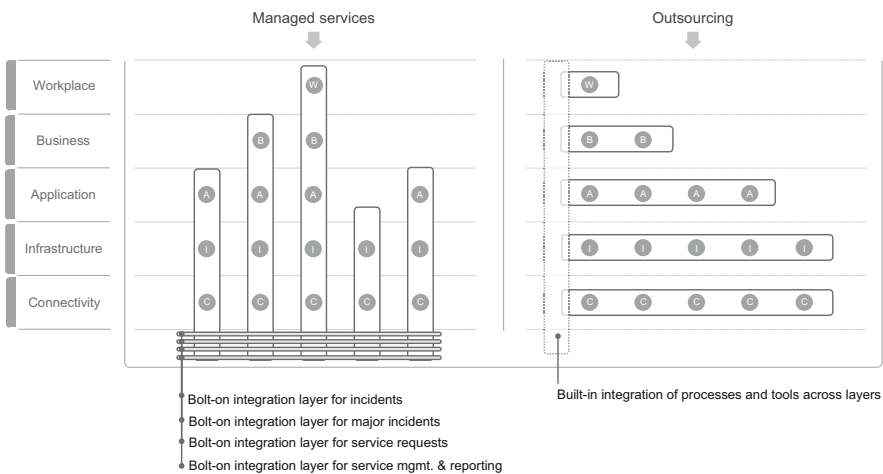 Managed services
Outsourcing
Workplace
W
W
Business
B
B
B
B
Application
A
A
A
A
A
A
A
A
Infrastructure
I
I
I
I
I
I
I
I
I
I
Connectivity
C
C
C
C
C
C
C
C
C
C
Bolt-on integration layer for incidents
Built-in integration of processes and tools across layers
Bolt-on integration layer for major incidents
Bolt-on integration layer for service requests
Bolt-on integration layer for service mgmt. & reporting